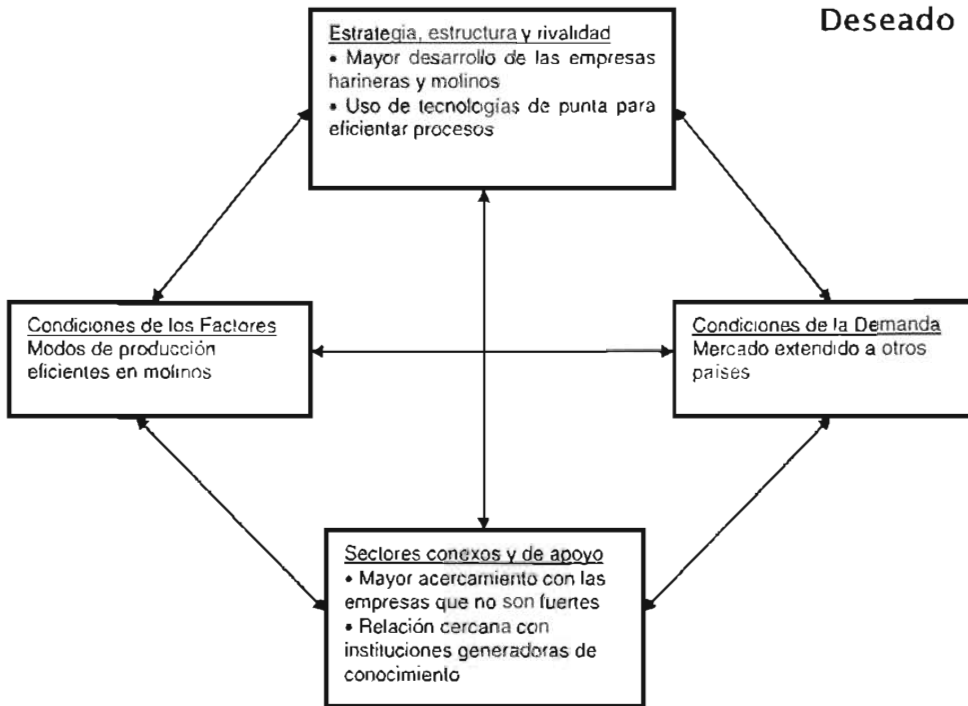 Deseado
Estrategia, estructura y rivalidad
• Mayor desarrollo de las empresas
harineras y molinos
• Uso de tecnologías de punta para
eficientar procesos
Condiciones de los Factores
Modos de producción
eficientes en molinos
Condiciones de la Demanda
Mercado extendido a otros
países
Sectores conexos y de apoyo
• Mayor acercamiento con las
empresas que no son fuertes
• Relación cercana con
instituciones generadoras de
conocimiento